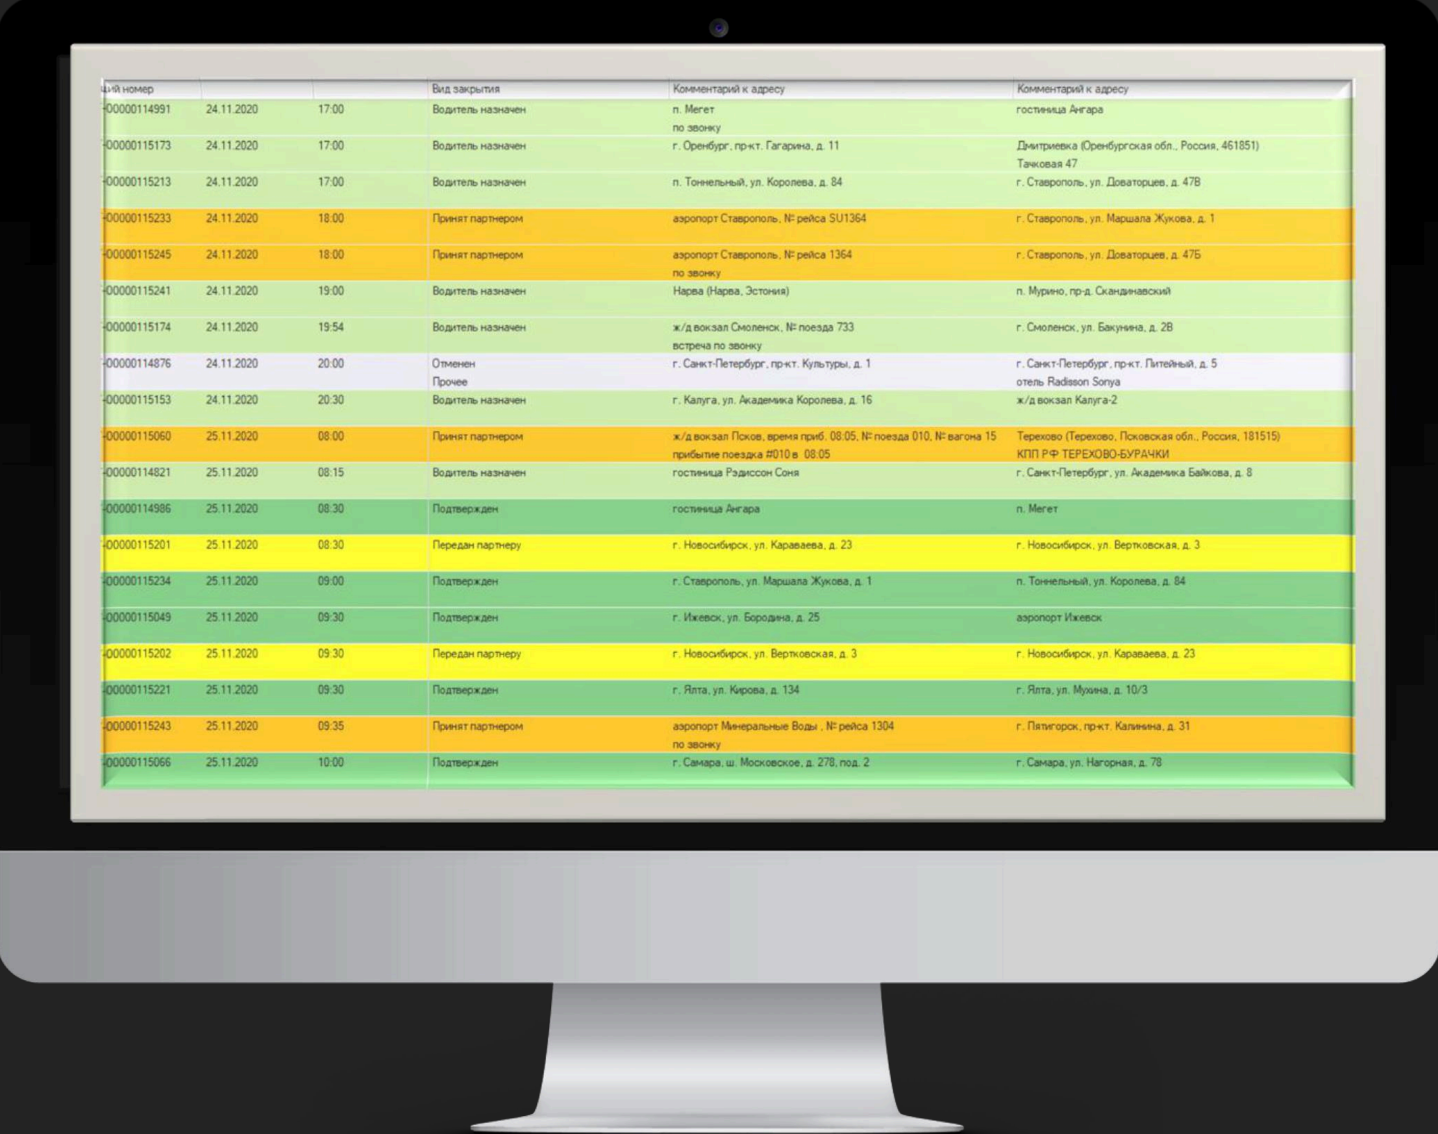 ций номер Вид закрытия Комментарий к адресу Комментарий к адресу
-00000114991 24.11.2020 17:00 Водитель назначен п. Мегет гостиница Ангара
по звонку
-00000115173 24.11.2020 17:00 Водитель назначен г. Оренбург, пр-кт. Гагарина, д. 11 Дмитриевка (Оренбургская обл., Россия, 461851)
Тачковая 47
-00000115213 24.11.2020 17:00 Водитель назначен п. Тоннельный, ул. Королева, д. 84 г. Ставрополь, ул. Доваторцев, д. 47В
-00000115233 24.11.2020 18:00 Принят партнером аэропорт Ставрополь, № рейса SU1364 г. Ставрополь, ул. Маршала Жукова, д. 1
-00000115245 24.11.2020 18:00 Принят партнером аэропорт Ставрополь, № рейса 1364 г. Ставрополь, ул. Доваторцев, д. 47Б
по звонку
-00000115241 24.11.2020 19:00 Водитель назначен Нарва (Нарва, Эстония) п. Мурино, пр-д. Скандинавский
-00000115174 24.11.2020 19:54 Водитель назначен ж/д вокзал Смоленск, № поезда 733 г. Смоленск, ул. Бакунина, д. 2В
встреча по звонку
-00000114876 24.11.2020 20:00 Отменен г. Санкт-Петербург, пр-кт. Культуры, д. 1 г. Санкт-Петербург, пр-кт. Литейный, д. 5
Прочее отель Radisson Sonya
-00000115153 24.11.2020 20:30 Водитель назначен г. Калуга, ул. Академика Королева, д. 16 ж/д вокзал Калуга-2
-00000115060 25.11.2020 08:00 Принят партнером ж/д вокзал Псков, время приб. 08:05, № поезда 010, № вагона 15 Терехово (Терехово, Псковская обл., Россия, 181515)
прибытие поездка #010 в 08:05 КПП РФ ТЕРЕХОВО-БУРАЧКИ
-00000114821 25.11.2020 08:15 Водитель назначен гостиница Рэдиссон Соня г. Санкт-Петербург, ул. Академика Байкова, д. 8
-00000114986 25.11.2020 08:30 Подтвержден гостиница Ангара п. Мегет
-00000115201 25.11.2020 08:30 Передан партнеру г. Новосибирск, ул. Караваева, д. 23 г. Новосибирск, ул. Вертковская, д. 3
-00000115234 25.11.2020 09:00 Подтвержден г. Ставрополь, ул. Маршала Жукова, д. 1 п. Тоннельный, ул. Королева, д. 84
-00000115049 25.11.2020 09:30 Подтвержден г. Ижевск, ул. Бородина, д. 25 аэропорт Ижевск
-00000115202 25.11.2020 09:30 Передан партнеру г. Новосибирск, ул. Вертковская, д. 3 г. Новосибирск, ул. Караваева, д. 23
-00000115221 25.11.2020 09:30 Подтвержден г. Ялта, ул. Кирова, д. 134 г. Ялта, ул. Мухина, д. 10/3
-00000115243 25.11.2020 09:35 Принят партнером аэропорт Минеральные Воды , № рейса 1304 г. Пятигорск, пр-кт. Калинина, д. 31
по звонку
-00000115066 25.11.2020 10:00 Подтвержден г. Самара, ш. Московское, д. 278, под. 2 г. Самара, ул. Нагорная, д. 78